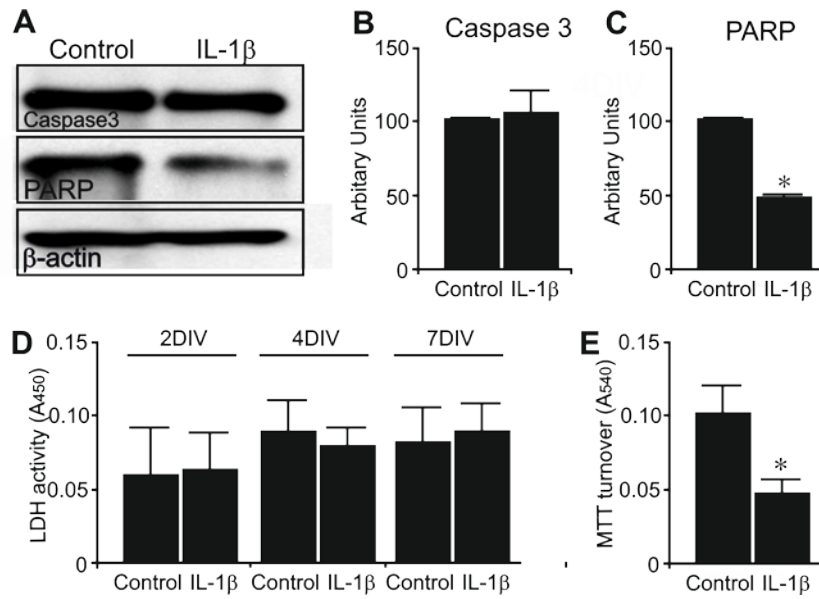 A
Control IL-1β
Caspase3
PARP
β-actin
B
Caspase 3
Arbitary Units
150
100
50
0
Control IL-1β
C
PARP
Arbitary Units
150
100
50
0
Control IL-1β
*
D
2DIV 4DIV 7DIV
LDH activity (A450)
0.15
0.10
0.05
0
Control IL-1β Control IL-1β Control IL-1β
E
MTT turnover (A540)
0.15
0.10
0.05
0
*
Control IL-1β